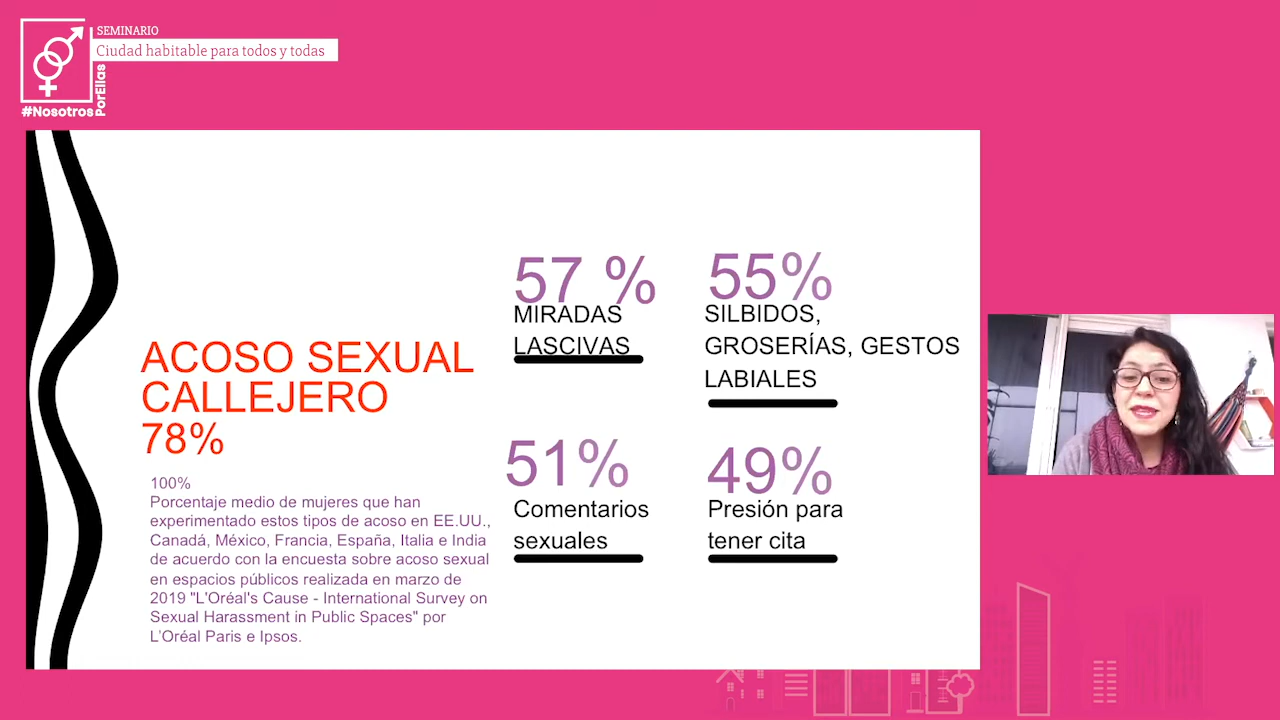 SEMINARIO
Ciudad habitable para todos y todas
#Nosotros
PorEllas
ACOSO SEXUAL
CALLEJERO
78%
100%
Porcentaje medio de mujeres que han
experimentado estos tipos de acoso en EE.UU.,
Canadá, México, Francia, España, Italia e India
de acuerdo con la encuesta sobre acoso sexual
en espacios públicos realizada en marzo de
2019 "L'Oréal's Cause - International Survey on
Sexual Harassment in Public Spaces" por
L'Oréal Paris e Ipsos.
57 %
MIRADAS
LASCIVAS
55%
SILBIDOS,
GROSERÍAS, GESTOS
LABIALES
51%
Comentarios
sexuales
49%
Presión para
tener cita